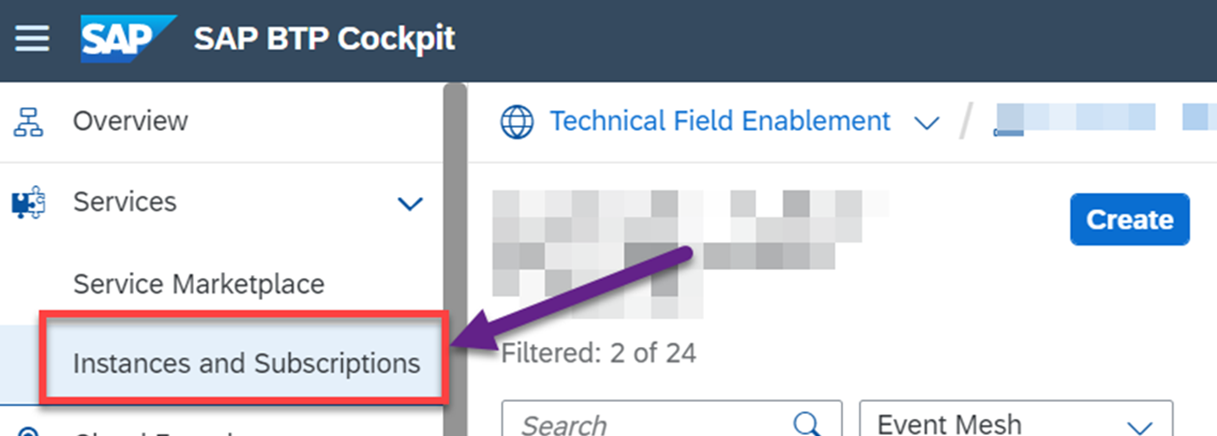 SAP SAP BTP Cockpit
Overview
Technical Field Enablement /
Services
Create
Service Marketplace
Instances and Subscriptions
Filtered: 2 of 24
Search
Event Mesh